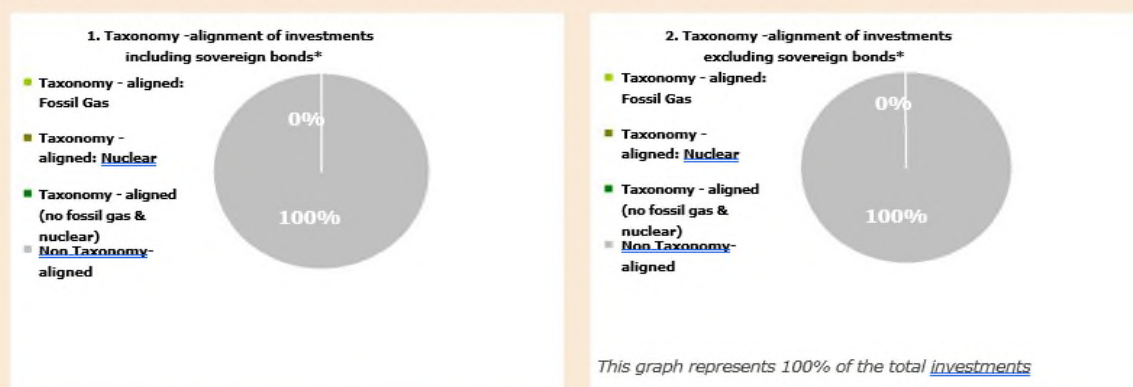 1. Taxonomy -alignment of investments
including sovereign bonds*
Taxonomy - aligned:
Fossil Gas
Taxonomy -
aligned: Nuclear
Taxonomy - aligned
(no fossil gas &
nuclear)
Non Taxonomy-
aligned
0%
100%
2. Taxonomy -alignment of investments
excluding sovereign bonds*
Taxonomy - aligned:
Fossil Gas
Taxonomy -
aligned: Nuclear
Taxonomy - aligned
(no fossil gas &
nuclear)
Non Taxonomy-
aligned
0%
100%
This graph represents 100% of the total investments